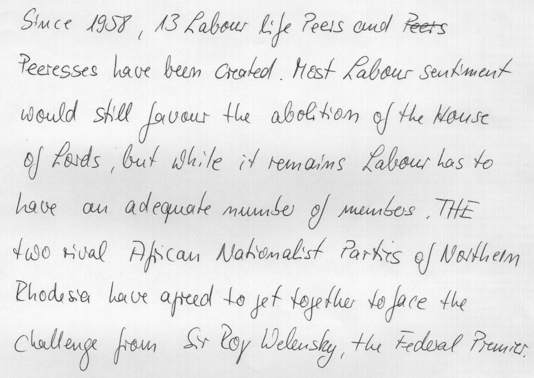 Since 1958, 13 Labour life Peers and Peers
Peeresses have been created. Most Labour sentiment
would still favour the abolition of the House
of Lords, but while it remains Labour has to
have an adequate number of members. THE
two rival African Nationalist Parties of Northern
Rhodesia have agreed to get together to face the
challenge from Sir Roy Welensky, the Federal Premier.